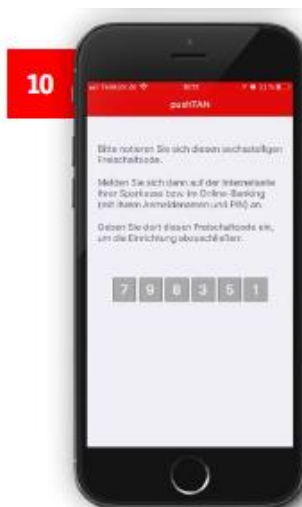 10
pushTAN
Bitte notieren Sie sich diesen sechsstelligen
Freischaltcode.
Melden Sie sich dann auf der Internetseite
Ihrer Sparkasse bzw. im Online-Banking
(mit Ihrem Anmeldenamen und PIN) an.
Geben Sie dort diesen Freischaltcode ein,
um die Einrichtung abzuschließen.
7 9 8 3 5 1